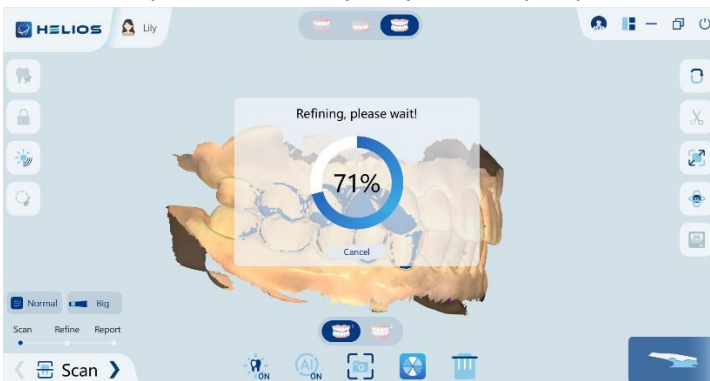 HELIOS
Lily
Refining, please wait!
71%
Cancel
Normal
Big
Scan
Refine
Report
Scan
ON
AI
ON